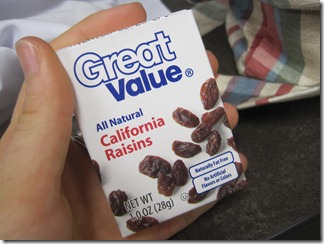 Great
Value®
All Natural
California
Raisins
Naturally Fat Free
No Artificial
Flavors or Colors
NET WT
1.0 OZ (28g)